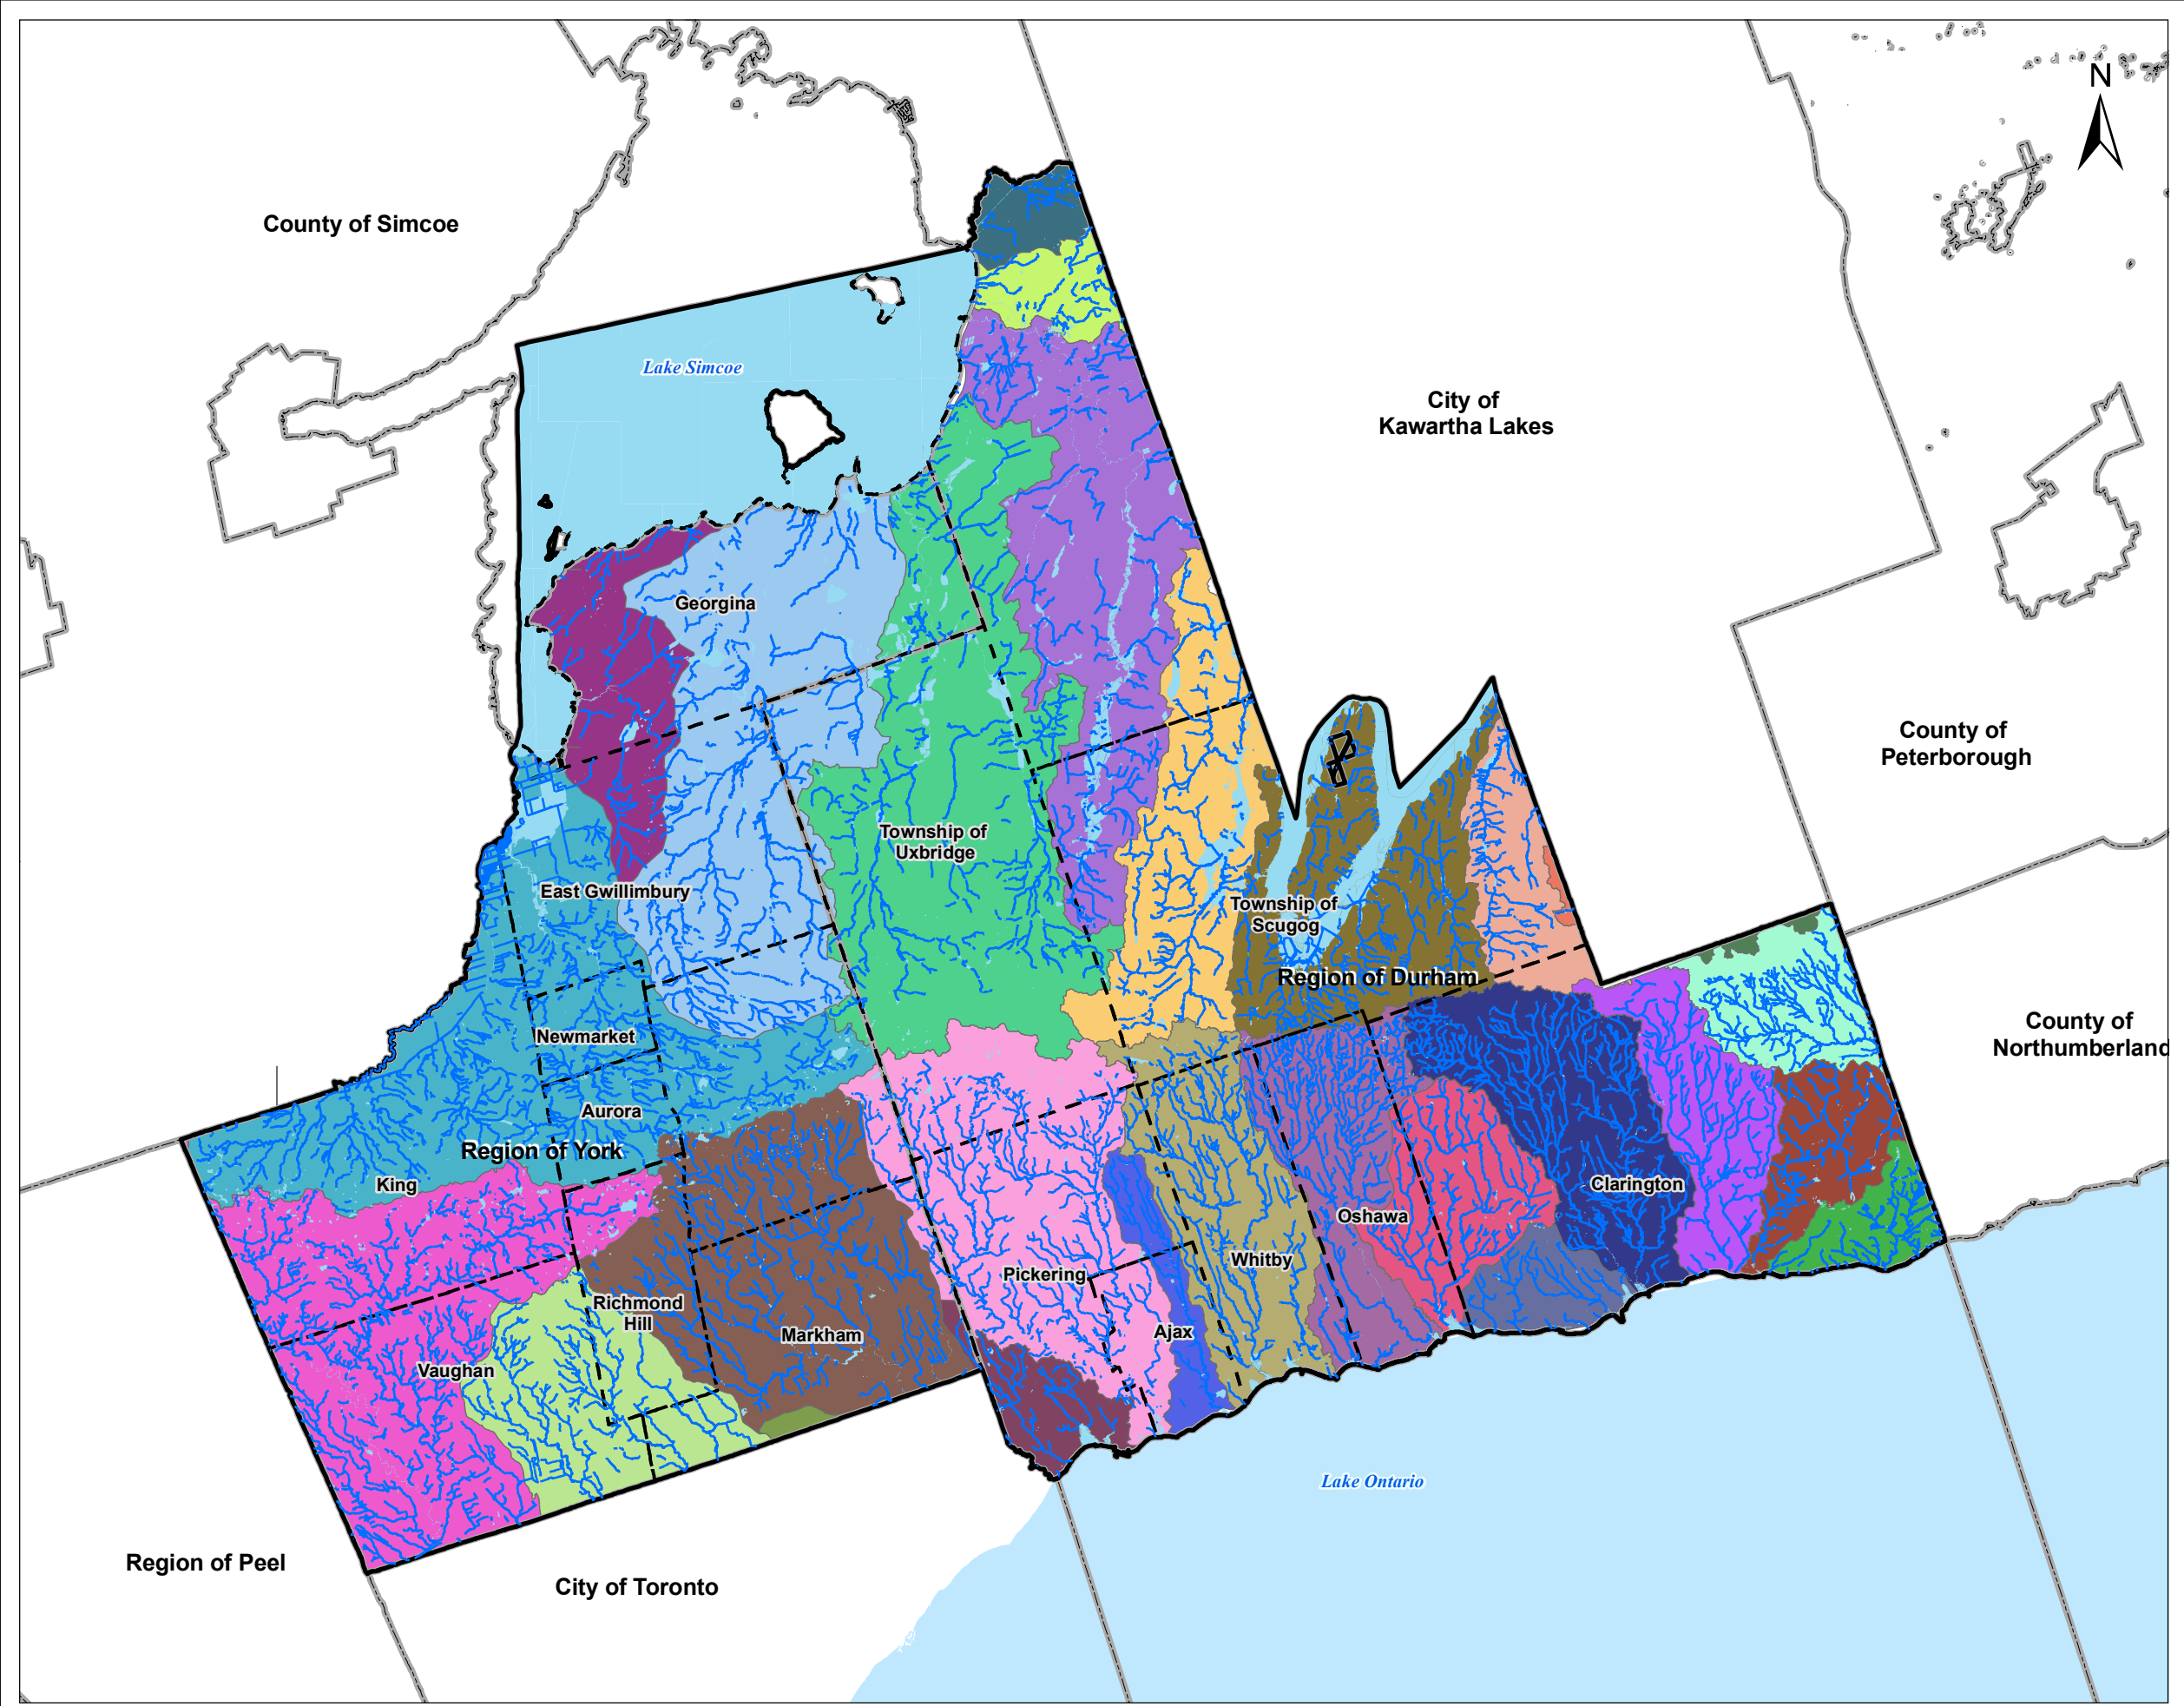 N
County of Simcoe
Lake Simcoe
City of
Kawartha Lakes
Georgina
County of
Peterborough
Township of
Uxbridge
East Gwillimbury
Township of
Scugog
Region of Durham
County of
Northumberland
Newmarket
Aurora
Region of York
King
Clarington
Oshawa
Whitby
Pickering
Richmond
Hill
Markham
Ajax
Vaughan
Lake Ontario
Region of Peel
City of Toronto